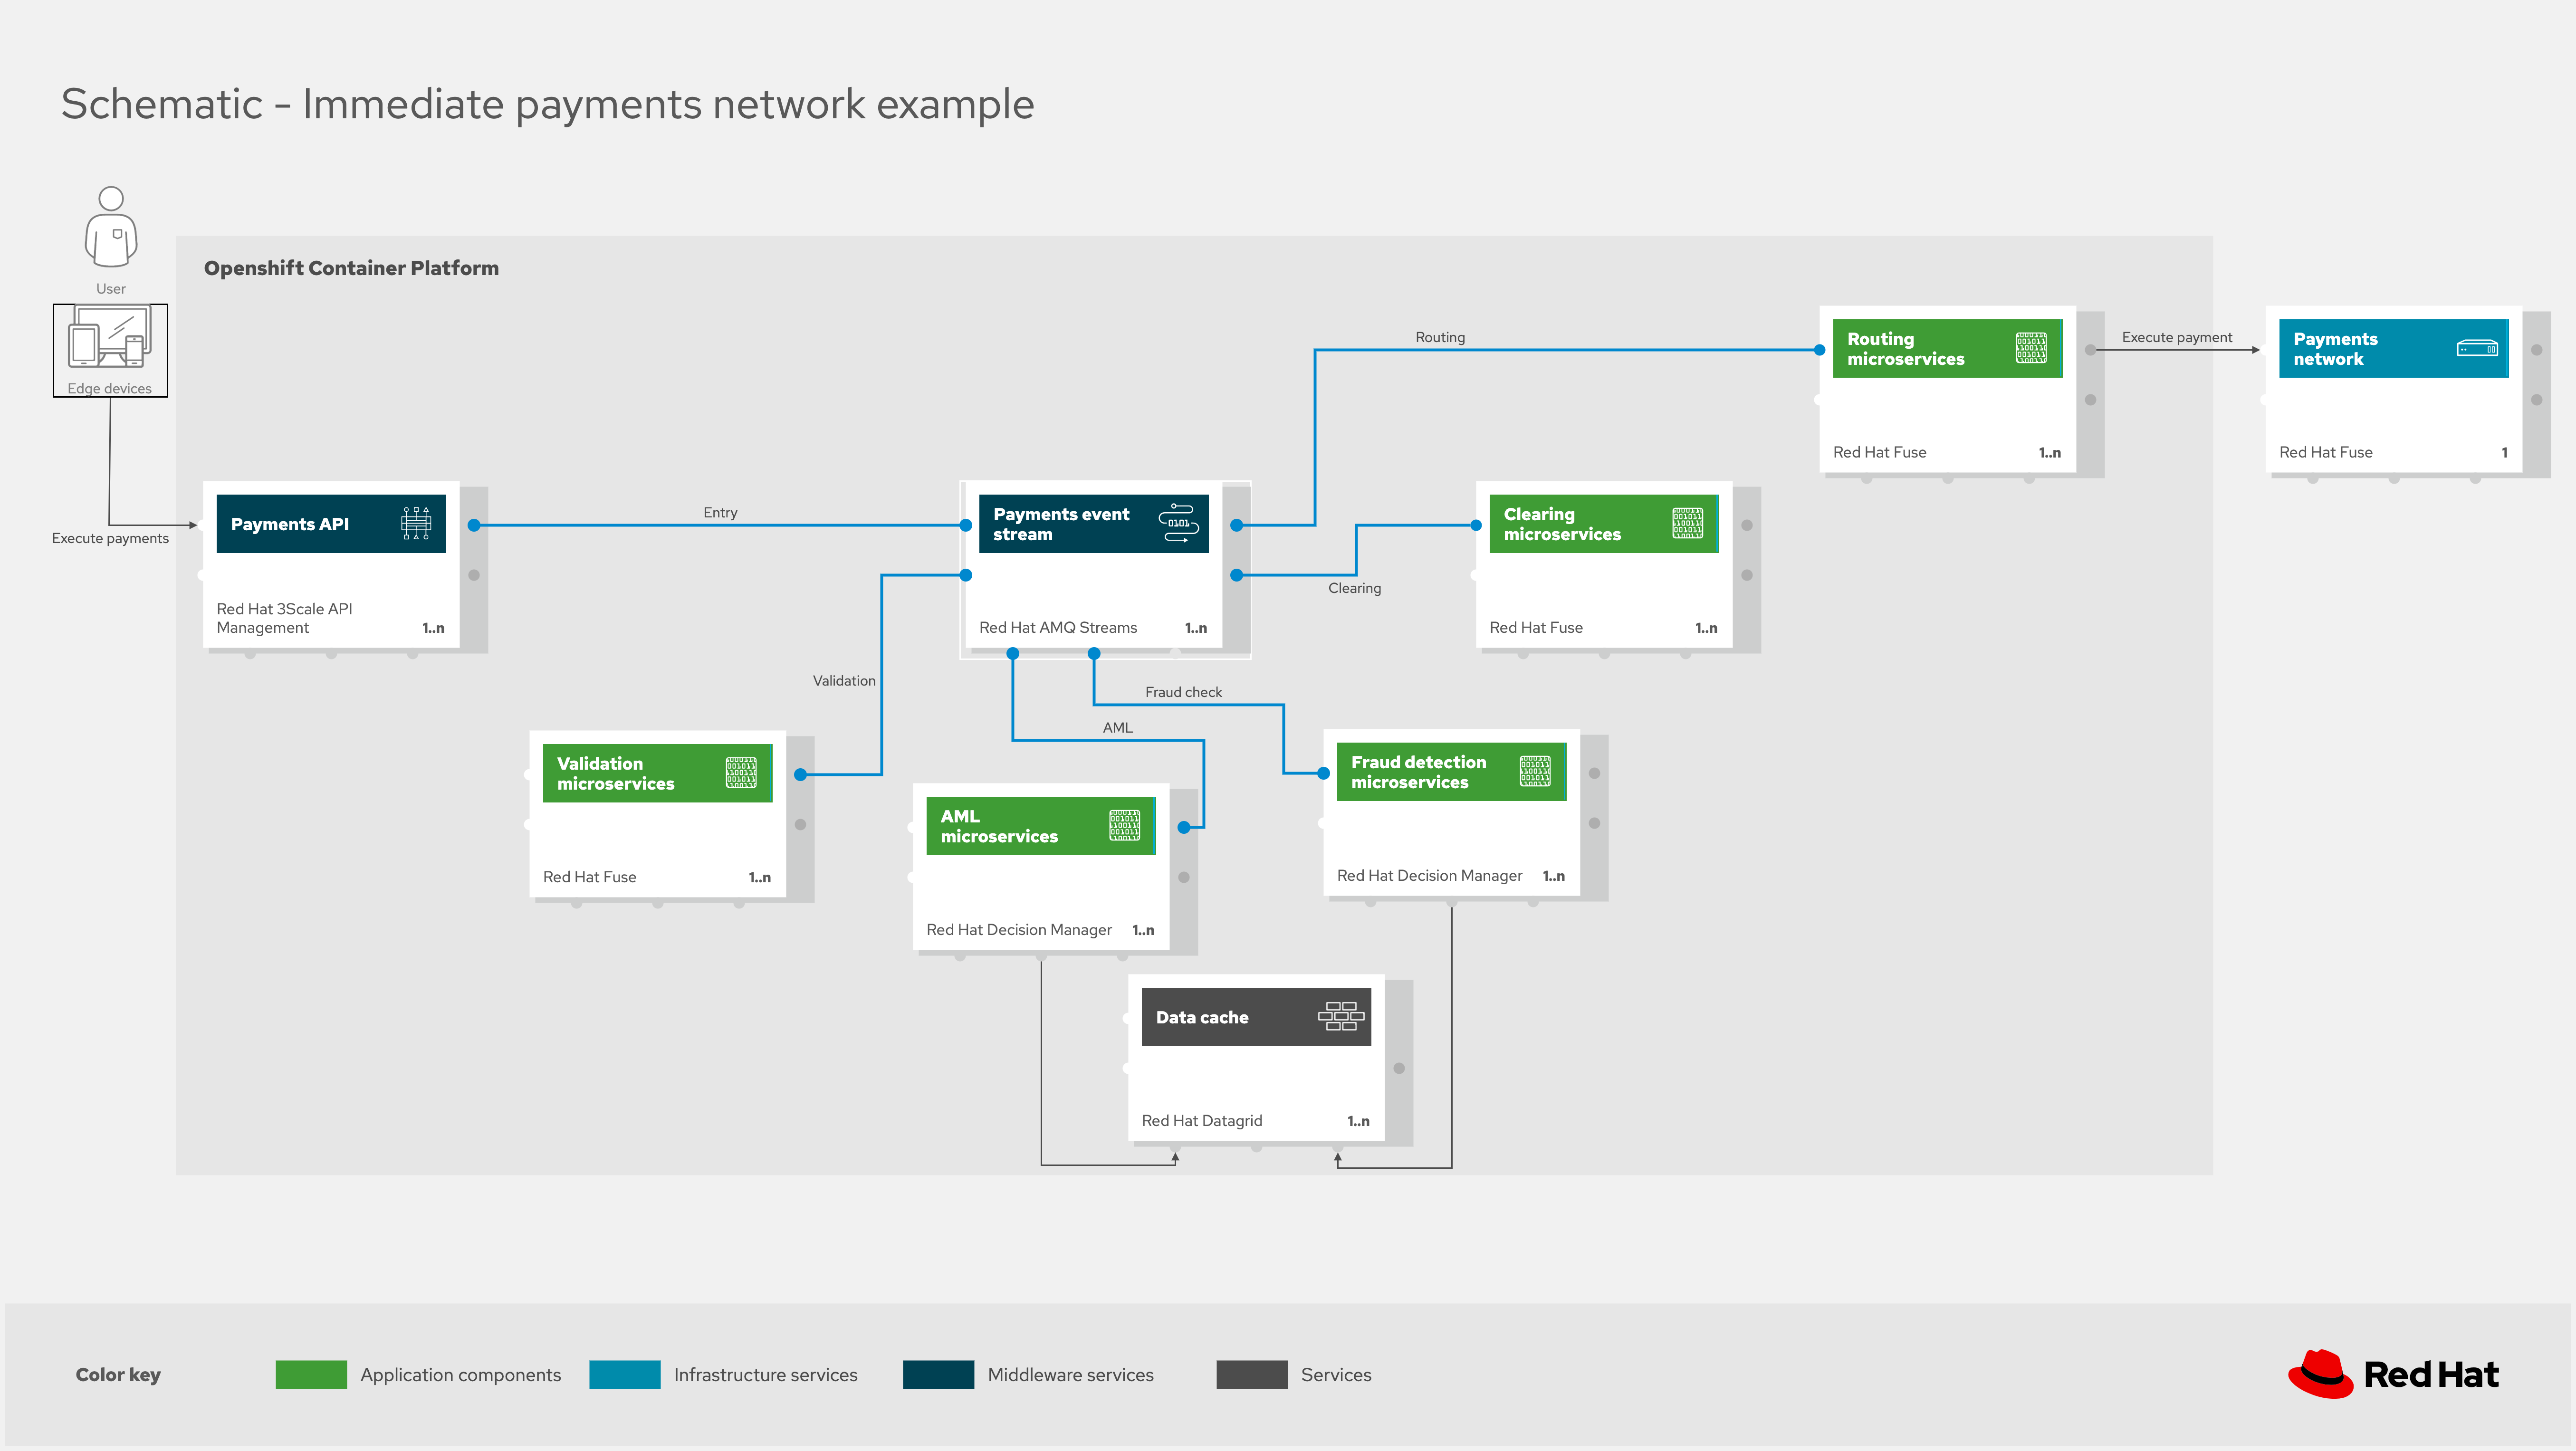 Schematic - Immediate payments network example
User
Edge devices
Execute payments
Openshift Container Platform
Routing
Routing
microservices
Red Hat Fuse
1..n
Execute payment
Payments
network
Red Hat Fuse
1
Payments API
Red Hat 3Scale API
Management
1..n
Entry
Payments event
stream
0101
Red Hat AMQ Streams
1..n
Clearing
Clearing
microservices
Red Hat Fuse
1..n
Validation
Fraud check
AML
Validation
microservices
Red Hat Fuse
1..n
AML
microservices
Red Hat Decision Manager
1..n
Fraud detection
microservices
Red Hat Decision Manager
1..n
Data cache
Red Hat Datagrid
1..n
Color key
Application components
Infrastructure services
Middleware services
Services
Red Hat